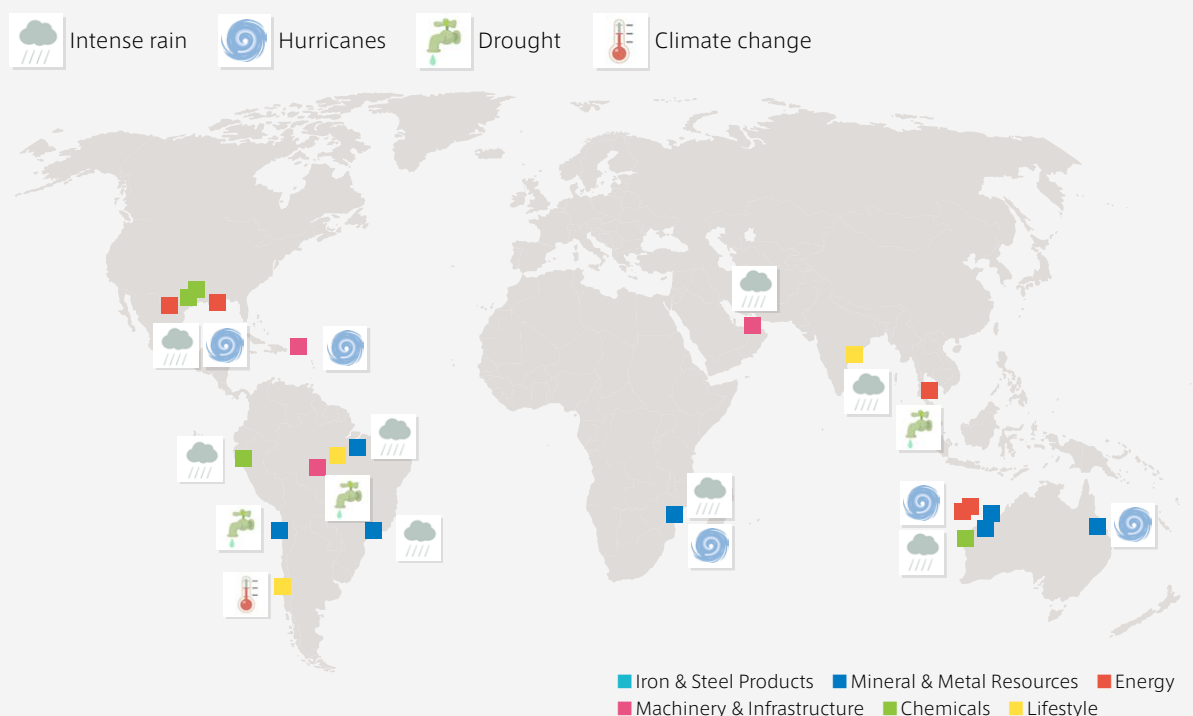 Intense rain Hurricanes Drought Climate change
Iron & Steel Products Mineral & Metal Resources Energy
Machinery & Infrastructure Chemicals Lifestyle